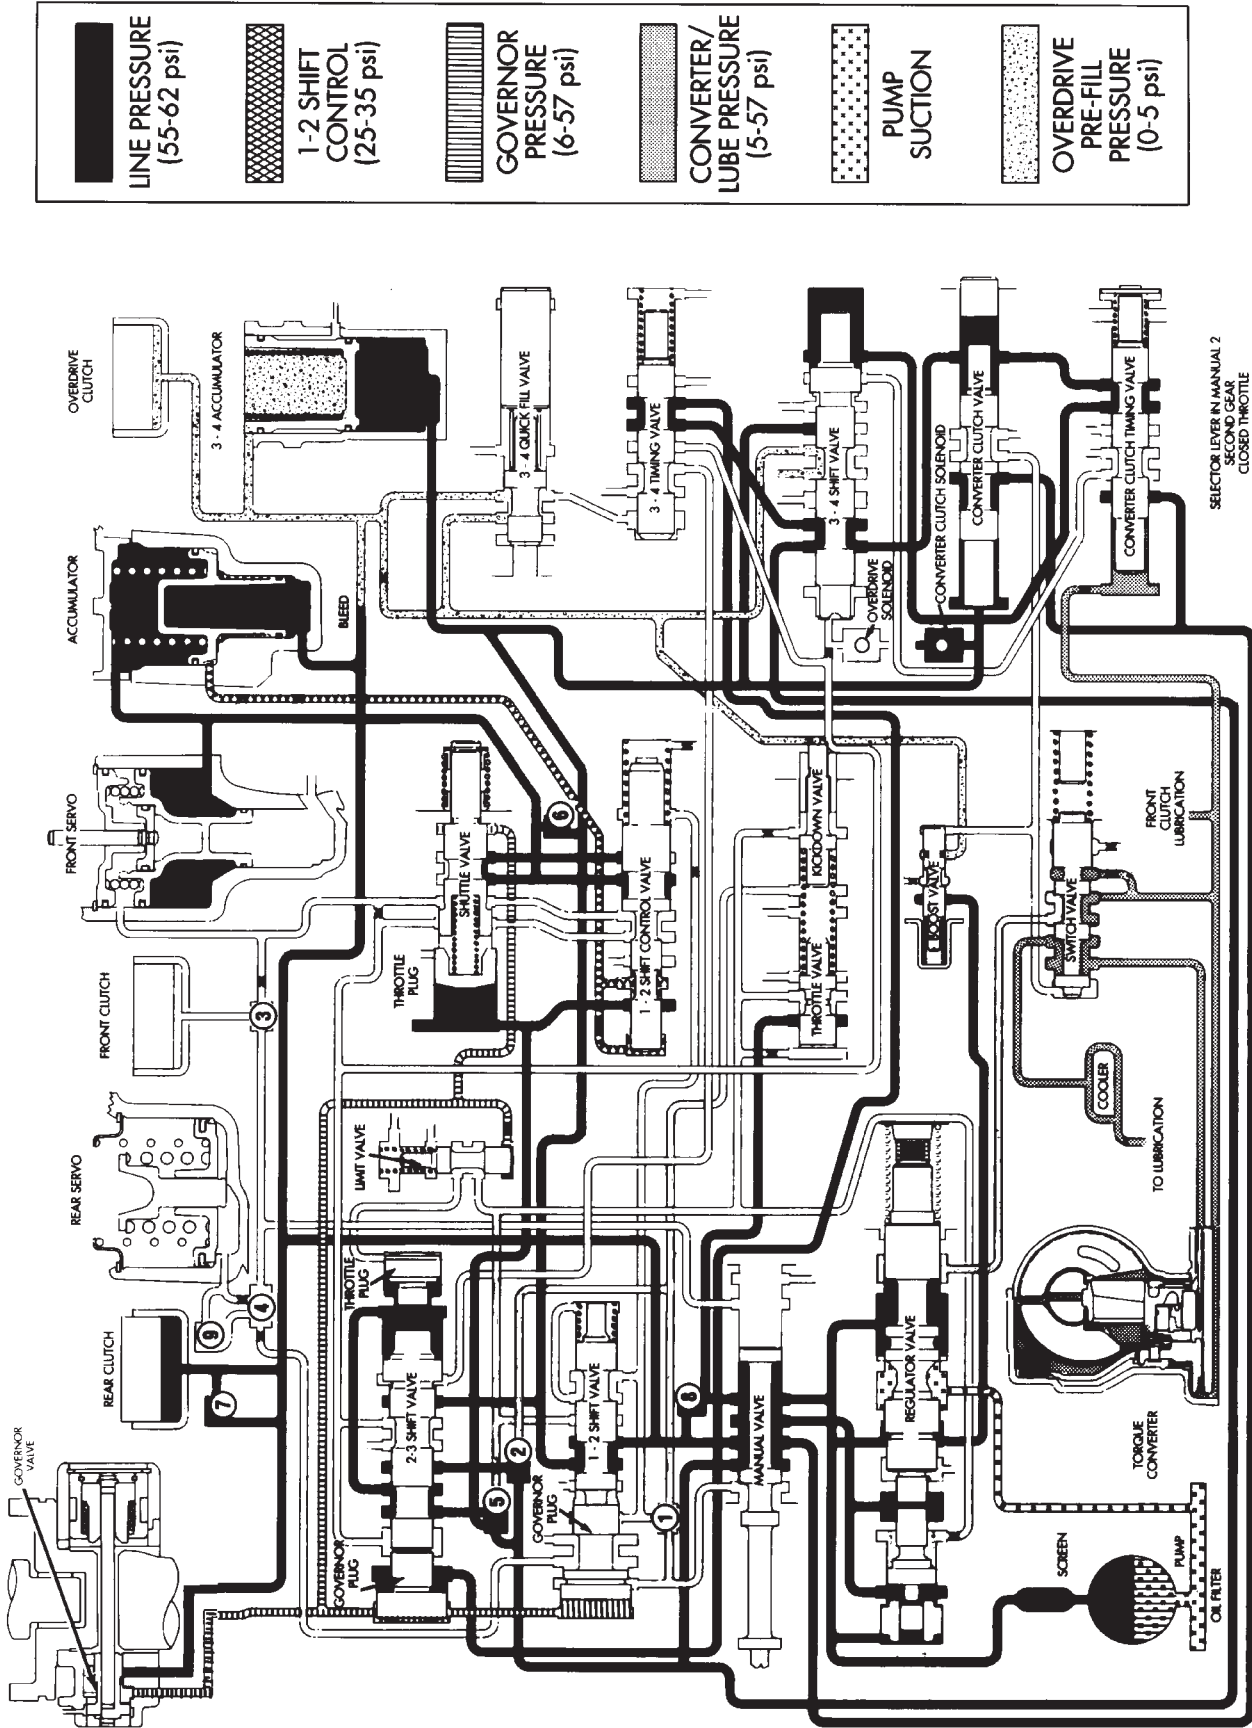 LINE PRESSURE
(55-62 psi)
1-2 SHIFT
CONTROL
(25-35 psi)
GOVERNOR
PRESSURE
(6-57 psi)
CONVERTER/
LUBE PRESSURE
(5-57 psi)
PUMP
SUCTION
OVERDRIVE
PRE-FILL
PRESSURE
(0-5 psi)
GOVERNOR
VALVE
REAR CLUTCH
REAR SERVO
FRONT CLUTCH
FRONT SERVO
ACCUMULATOR
OVERDRIVE
CLUTCH
3 - 4 ACCUMULATOR
BLEED
7
9
4
3
GOVERNOR
PLUG
2-3 SHIFT VALVE
THROTTLE
PLUG
LIMIT VALVE
THROTTLE
PLUG
SHUTTLE VALVE
6
3 - 4 QUICK FILL VALVE
5
2
GOVERNOR
PLUG
1 - 2 SHIFT VALVE
1 - 2 SHIFT CONTROL VALVE
3 - 4 TIMING VALVE
1
8
MANUAL VALVE
THROTTLE VALVE
KICKDOWN VALVE
3 - 4 SHIFT VALVE
OVERDRIVE
SOLENOID
REGULATOR VALVE
BOOST VALVE
CONVERTER CLUTCH SOLENOID
CONVERTER CLUTCH VALVE
SCREEN
PUMP
OIL FILTER
TORQUE
CONVERTER
COOLER
TO LUBRICATION
SWITCH VALVE
FRONT
CLUTCH
LUBRICATION
CONVERTER CLUTCH TIMING VALVE
SELECTOR LEVER IN MANUAL 2
SECOND GEAR
CLOSED THROTTLE